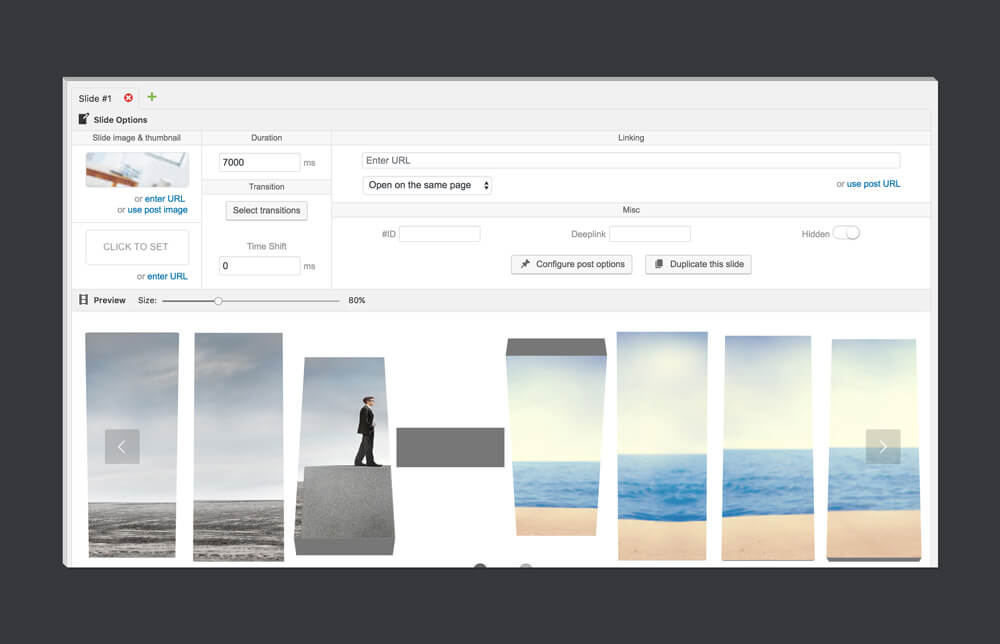 Slide #1
Slide Options
Slide image & thumbnail
Duration
Linking
7000 ms
Enter URL
or enter URL
or use post image
Transition
Open on the same page
or use post URL
Select transitions
Misc
CLICK TO SET
#ID
Deeplink
Hidden
Time Shift
0 ms
Configure post options
Duplicate this slide
or enter URL
Preview Size: 80%